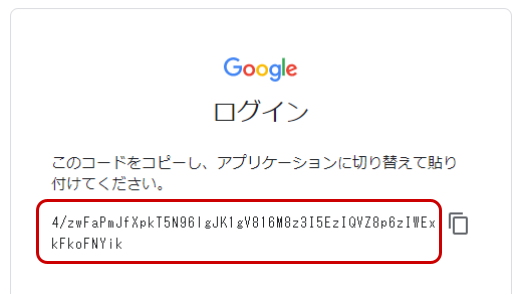 Google
ログイン
このコードをコピーし、アプリケーションに切り替えて貼り
付けてください。
4/zwFaPmJfXpkT5N96IgJK1gV816M8z3I5EzIQVZ8p6zIWEx
kFkoFNYik